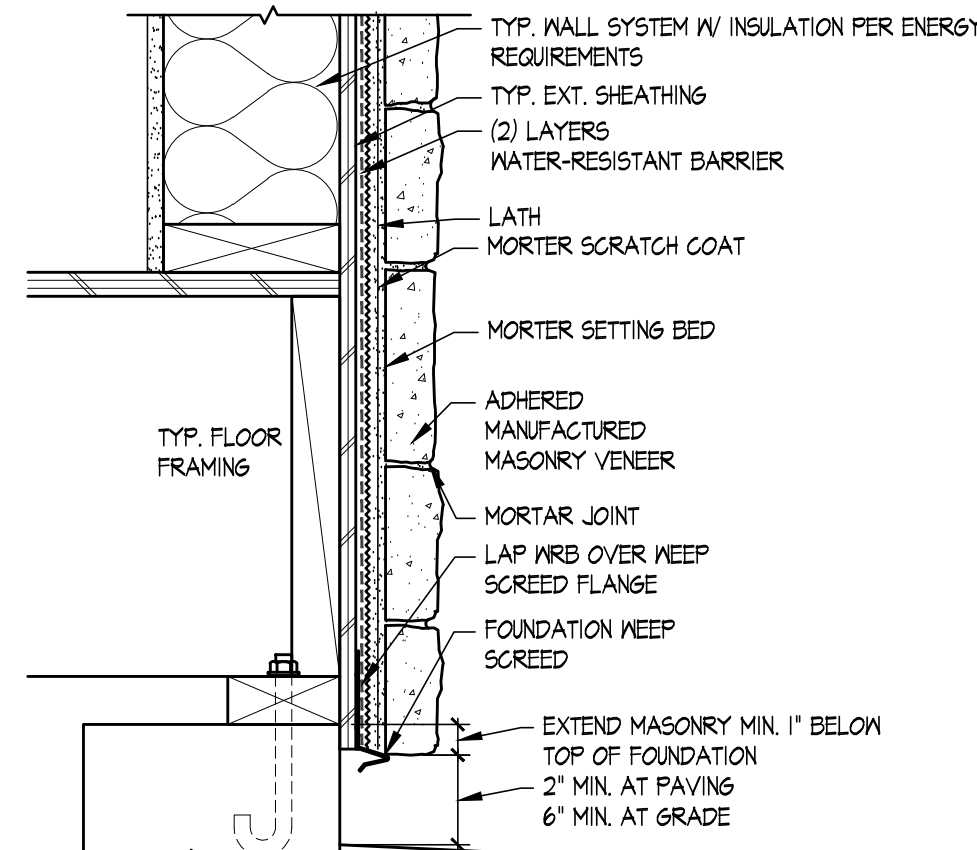 TYP. WALL SYSTEM W/ INSULATION PER ENERGY
REQUIREMENTS
TYP. EXT. SHEATHING
(2) LAYERS
WATER-RESISTANT BARRIER
LATH
MORTER SCRATCH COAT
MORTER SETTING BED
ADHERED
MANUFACTURED
MASONRY VENEER
TYP. FLOOR
FRAMING
MORTAR JOINT
LAP WRB OVER WEEP
SCREED FLANGE
FOUNDATION WEEP
SCREED
EXTEND MASONRY MIN. 1" BELOW
TOP OF FOUNDATION
2" MIN. AT PAVING
6" MIN. AT GRADE